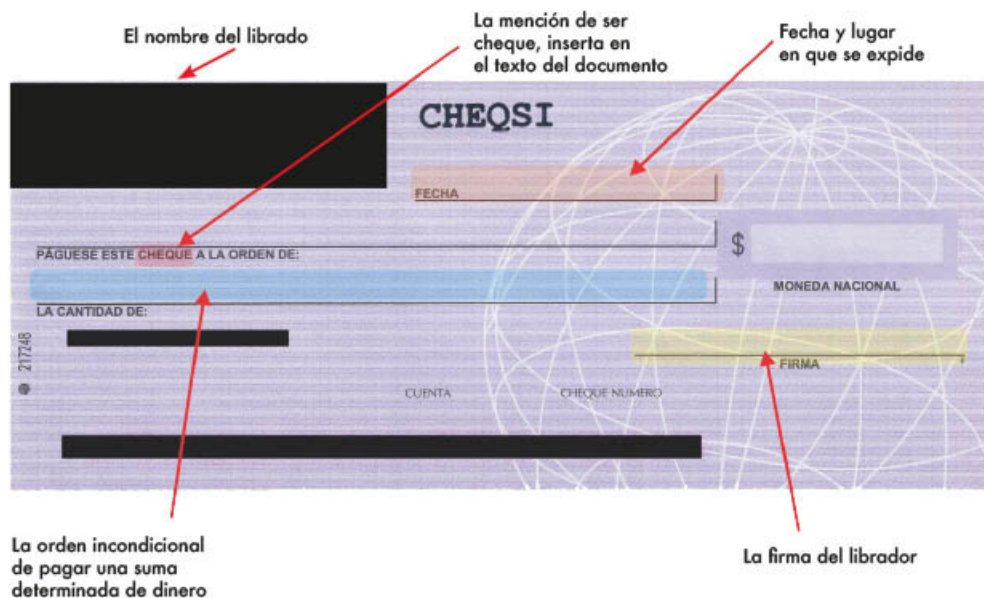 El nombre del librado
La mención de ser
cheque, inserta en
el texto del documento
Fecha y lugar
en que se expide
CHEQSI
FECHA
PÁGUESE ESTE CHEQUE A LA ORDEN DE:
$
MONEDA NACIONAL
LA CANTIDAD DE:
FIRMA
217248
CUENTA
CHEQUE NUMERO
La orden incondicional
de pagar una suma
determinada de dinero
La firma del librador